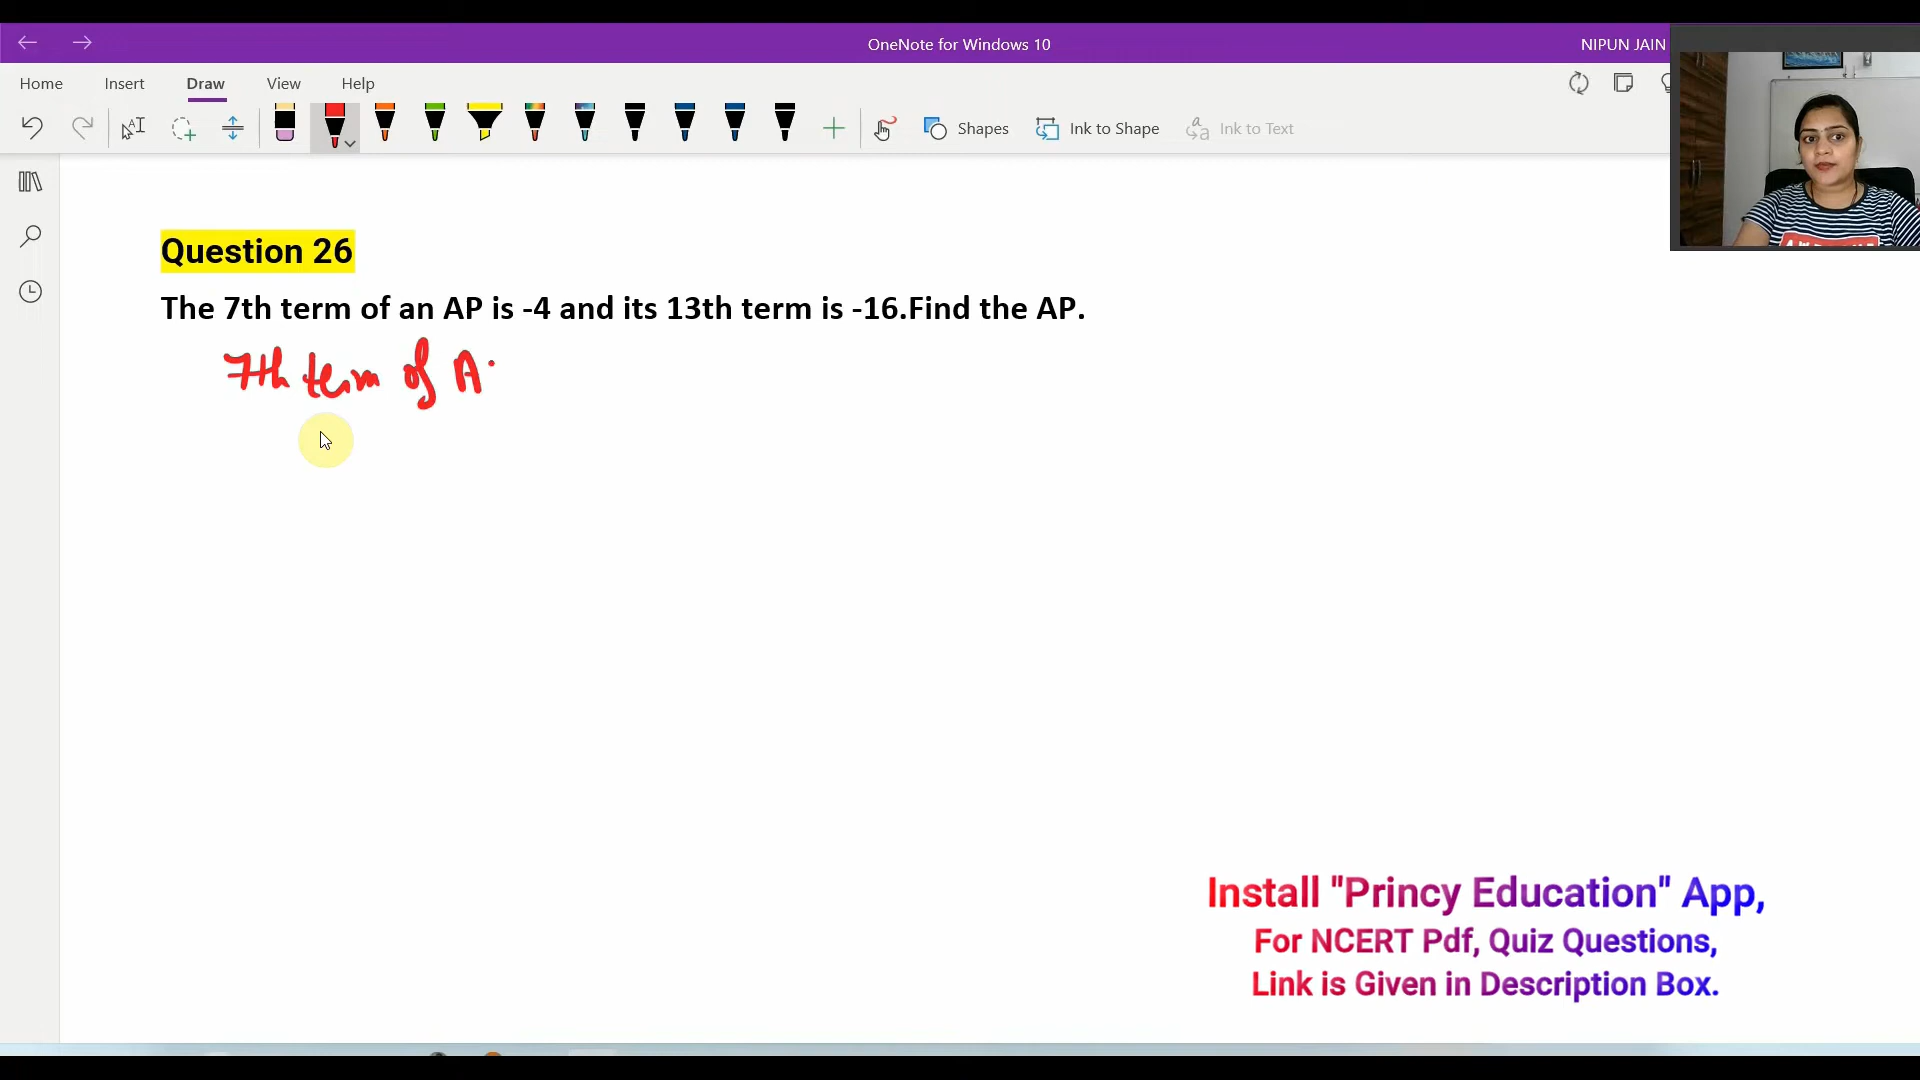 OneNote for Windows 10
NIPUN JAIN
Home Insert Draw View Help
Shapes Ink to Shape Ink to Text
Question 26
The 7th term of an AP is -4 and its 13th term is -16.Find the AP.
7th term of A.
Install "Princy Education" App,
For NCERT Pdf, Quiz Questions,
Link is Given in Description Box.